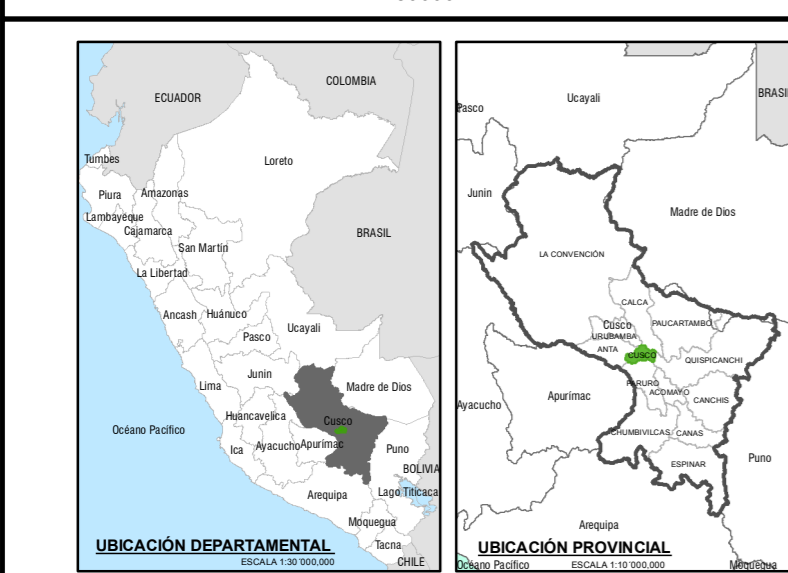 ECUADOR
COLOMBIA
Tumbes
Loreto
Piura
Amazonas
Lambayeque
Cajamarca
San Martín
BRASIL
La Libertad
Ancash
Huánuco
Ucayali
Pasco
Junin
Lima
Madre de Dios
Huancavelica
Cusco
Océano Pacífico
Ica
Ayacucho
Apurímac
Puno
BOLIVIA
Arequipa
Lago Titicaca
Moquegua
Tacna
CHILE
UBICACIÓN DEPARTAMENTAL
ESCALA 1:30 '000,000
Pasco
Ucayali
BRASIL
Junin
Madre de Dios
LA CONVENCIÓN
CALCA
Cusco
PAUCARTAMBO
URUBAMBA
ANTA
CUSCO
QUISPICANCHI
PARURO
ACOMAYO
CANCHIS
Ayacucho
Apurímac
CHUMBIVILCAS
CANAS
Puno
ESPINAR
Arequipa
UBICACIÓN PROVINCIAL
Océano Pacífico
ESCALA 1:10 '000,000
Moquegua